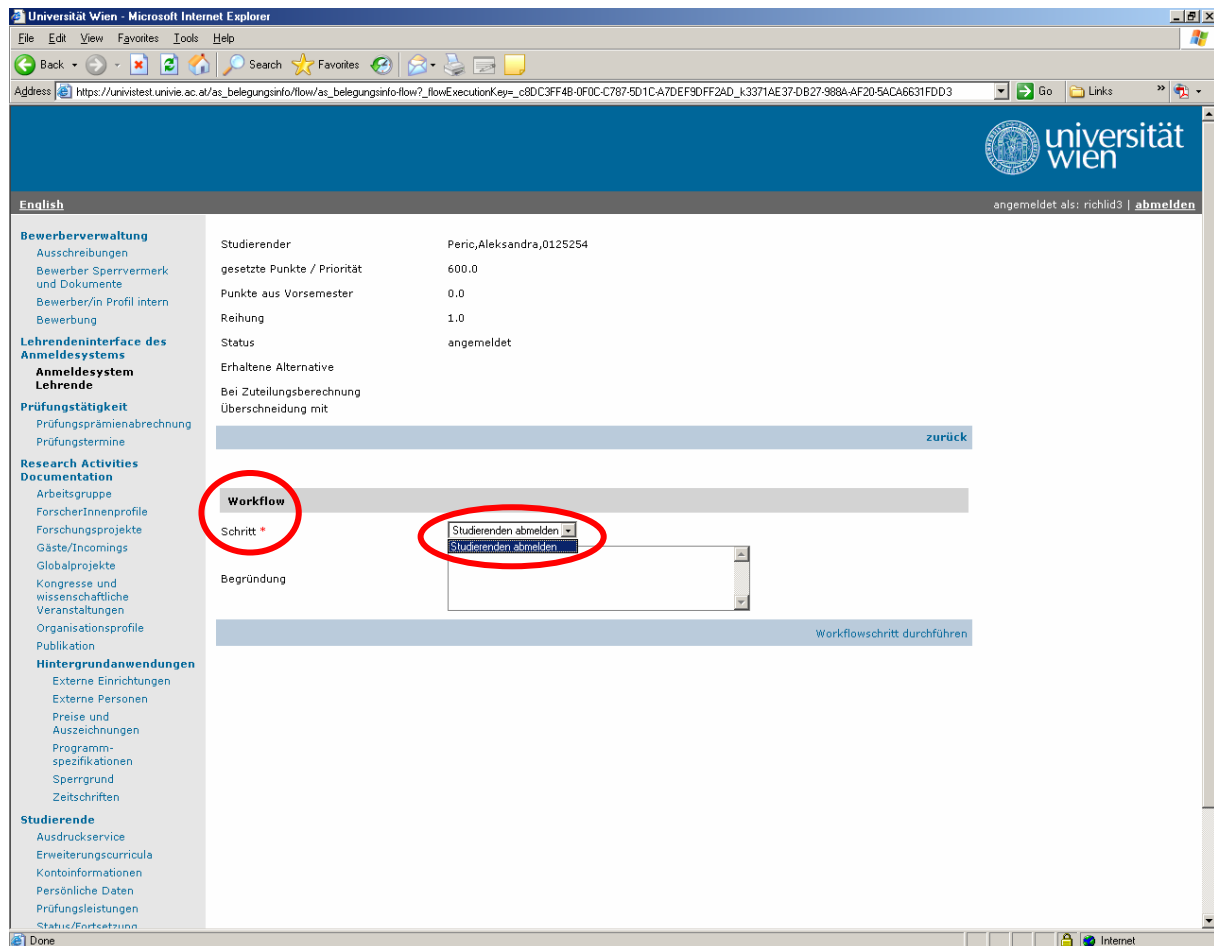 Universität Wien - Microsoft Internet Explorer
File Edit View Favorites Tools Help
Back Search Favorites
Address https://univistest.univie.ac.at/as_belegungsinfo/flow/as_belegungsinfo-flow?_flowExecutionKey=_c8DC3FF4B-0F0C-C787-5D1C-A7DEF9DFF2AD_k3371AE37-DB27-988A-AF20-5ACA6631FDD3 Go Links »
universität
wien
English angemeldet als: richlid3 | abmelden
Bewerberverwaltung
Ausschreibungen
Bewerber Sperrvermerk
und Dokumente
Bewerber/in Profil intern
Bewerbung
Lehrendeninterface des
Anmeldesystems
Anmeldesystem
Lehrende
Prüfungstätigkeit
Prüfungsprämienabrechnung
Prüfungstermine
Research Activities
Documentation
Arbeitsgruppe
ForscherInnenprofile
Forschungsprojekte
Gäste/Incomings
Globalprojekte
Kongresse und
wissenschaftliche
Veranstaltungen
Organisationsprofile
Publikation
Hintergrundanwendungen
Externe Einrichtungen
Externe Personen
Preise und
Auszeichnungen
Programm-
spezifikationen
Sperrgrund
Zeitschriften
Studierende
Ausdruckservice
Erweiterungscurricula
Kontoinformationen
Persönliche Daten
Prüfungsleistungen
Status/Fortsetzung
Studierender Peric,Aleksandra,0125254
gesetzte Punkte / Priorität 600.0
Punkte aus Vorsemester 0.0
Reihung 1.0
Status angemeldet
Erhaltene Alternative
Bei Zuteilungsberechnung
Überschneidung mit
zurück
Workflow
Schritt * Studierenden abmelden
Studierenden abmelden
Begründung
Workflowschritt durchführen
Done Internet